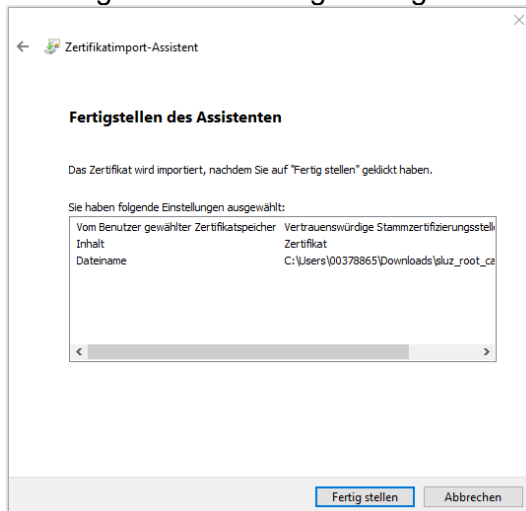 Zertifikatimport-Assistent
Fertigstellen des Assistenten
Das Zertifikat wird importiert, nachdem Sie auf "Fertig stellen" geklickt haben.
Sie haben folgende Einstellungen ausgewählt:
Vom Benutzer gewählter Zertifikatspeicher Vertrauenswürdige Stammzertifizierungsstell
Inhalt Zertifikat
Dateiname C:\Users\00378865\Downloads\sluz_root_ca
Fertig stellen Abbrechen